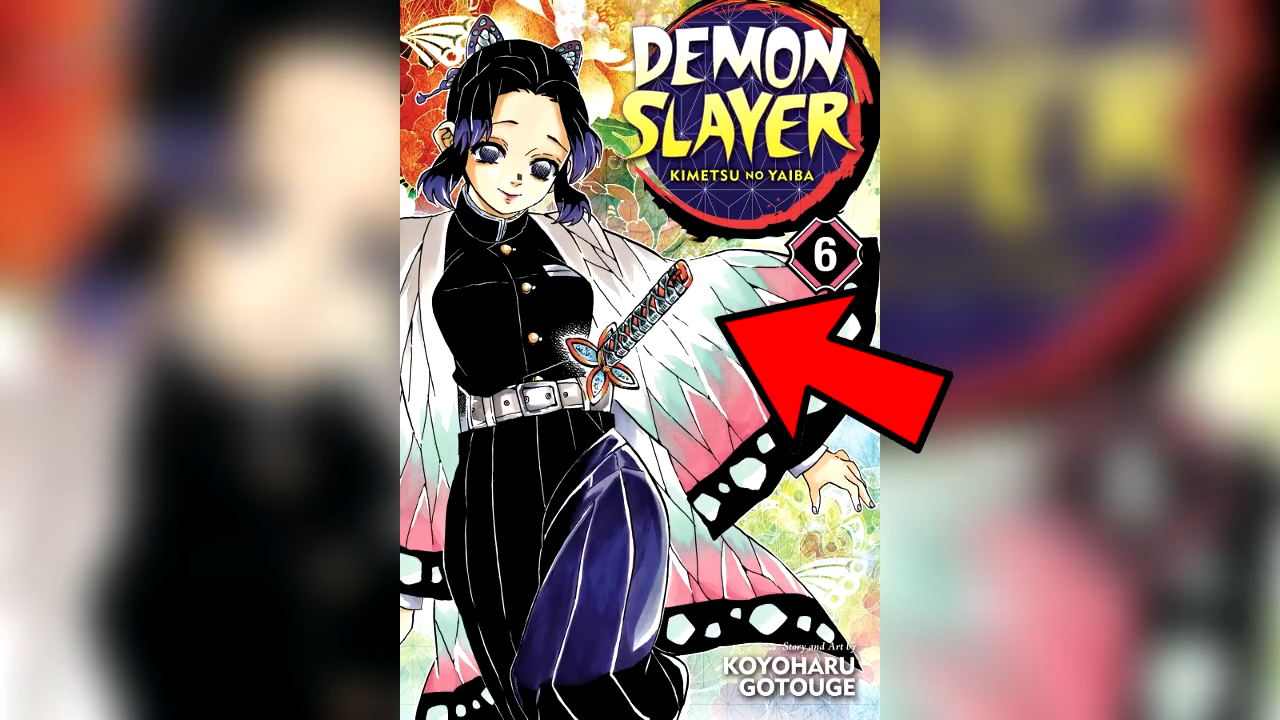 DEMON
SLAYER
KIMETSU NO YAIBA
6
Story and Art by
KOYOHARU
GOTOUGE